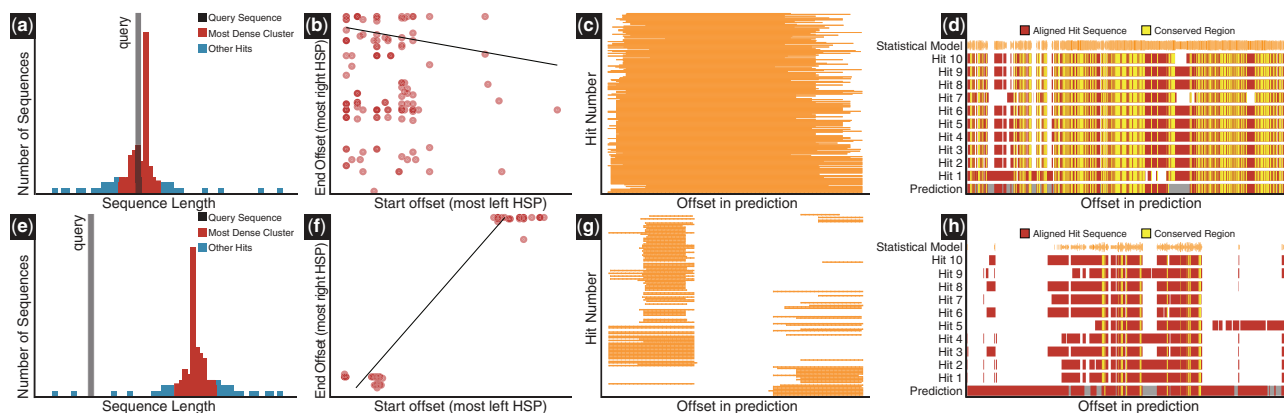 (a)
Query Sequence
Most Dense Cluster
Other Hits
query
Number of Sequences
Sequence Length
(b)
End Offset (most right HSP)
Start offset (most left HSP)
(c)
Hit Number
Offset in prediction
(d)
Aligned Hit Sequence
Conserved Region
Statistical Model
Hit 10
Hit 9
Hit 8
Hit 7
Hit 6
Hit 5
Hit 4
Hit 3
Hit 2
Hit 1
Prediction
Offset in prediction
(e)
Query Sequence
Most Dense Cluster
Other Hits
query
Number of Sequences
Sequence Length
(f)
End Offset (most right HSP)
Start offset (most left HSP)
(g)
Hit Number
Offset in prediction
(h)
Aligned Hit Sequence
Conserved Region
Statistical Model
Hit 10
Hit 9
Hit 8
Hit 7
Hit 6
Hit 5
Hit 4
Hit 3
Hit 2
Hit 1
Prediction
Offset in prediction